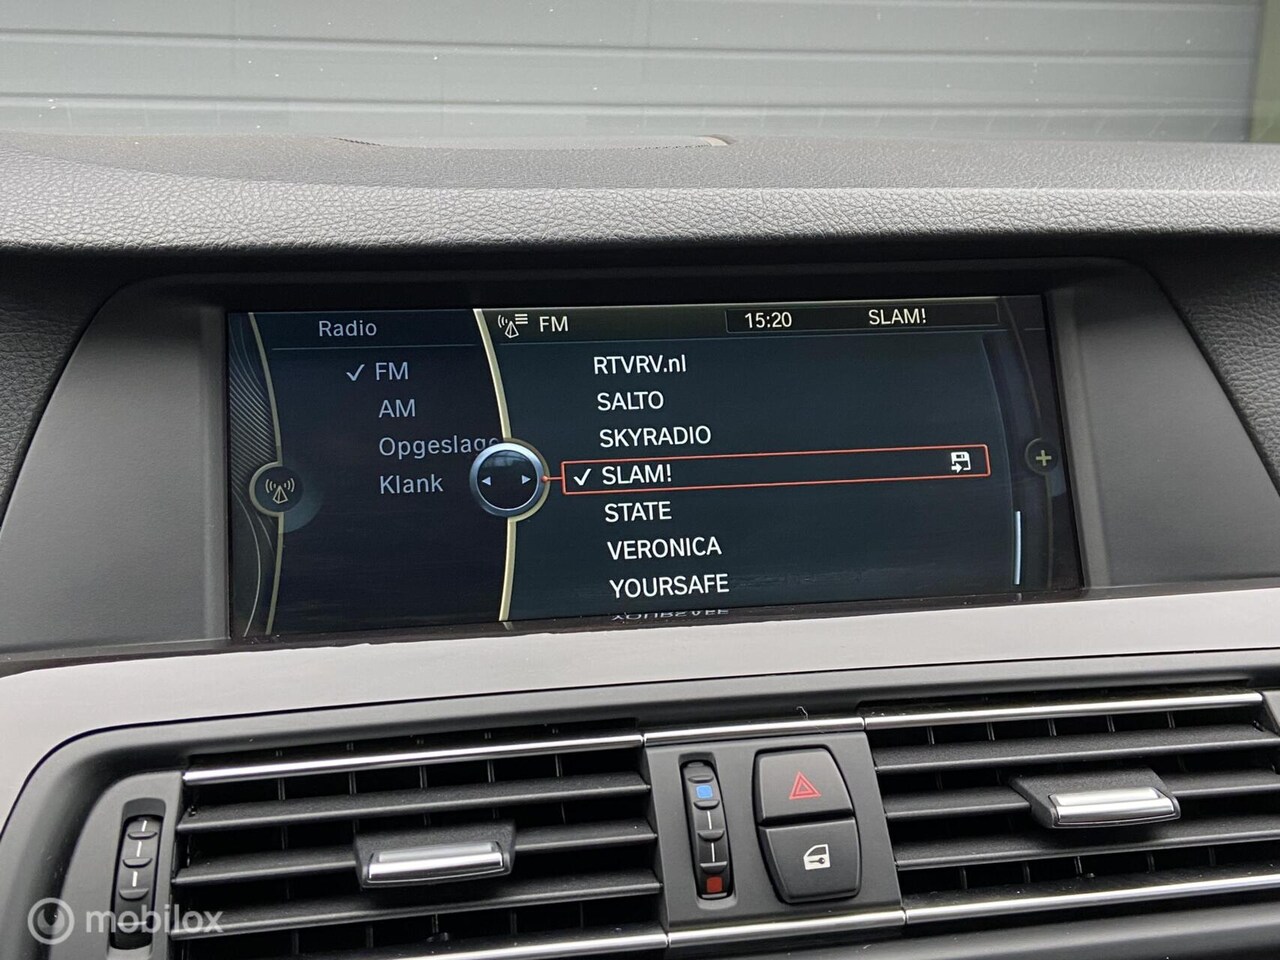 Radio
FM
AM
Opgeslage
Klank
FM
15:20
SLAM!
RTVRV.nl
SALTO
SKYRADIO
SLAM!
STATE
VERONICA
YOURSAFE
mobilox